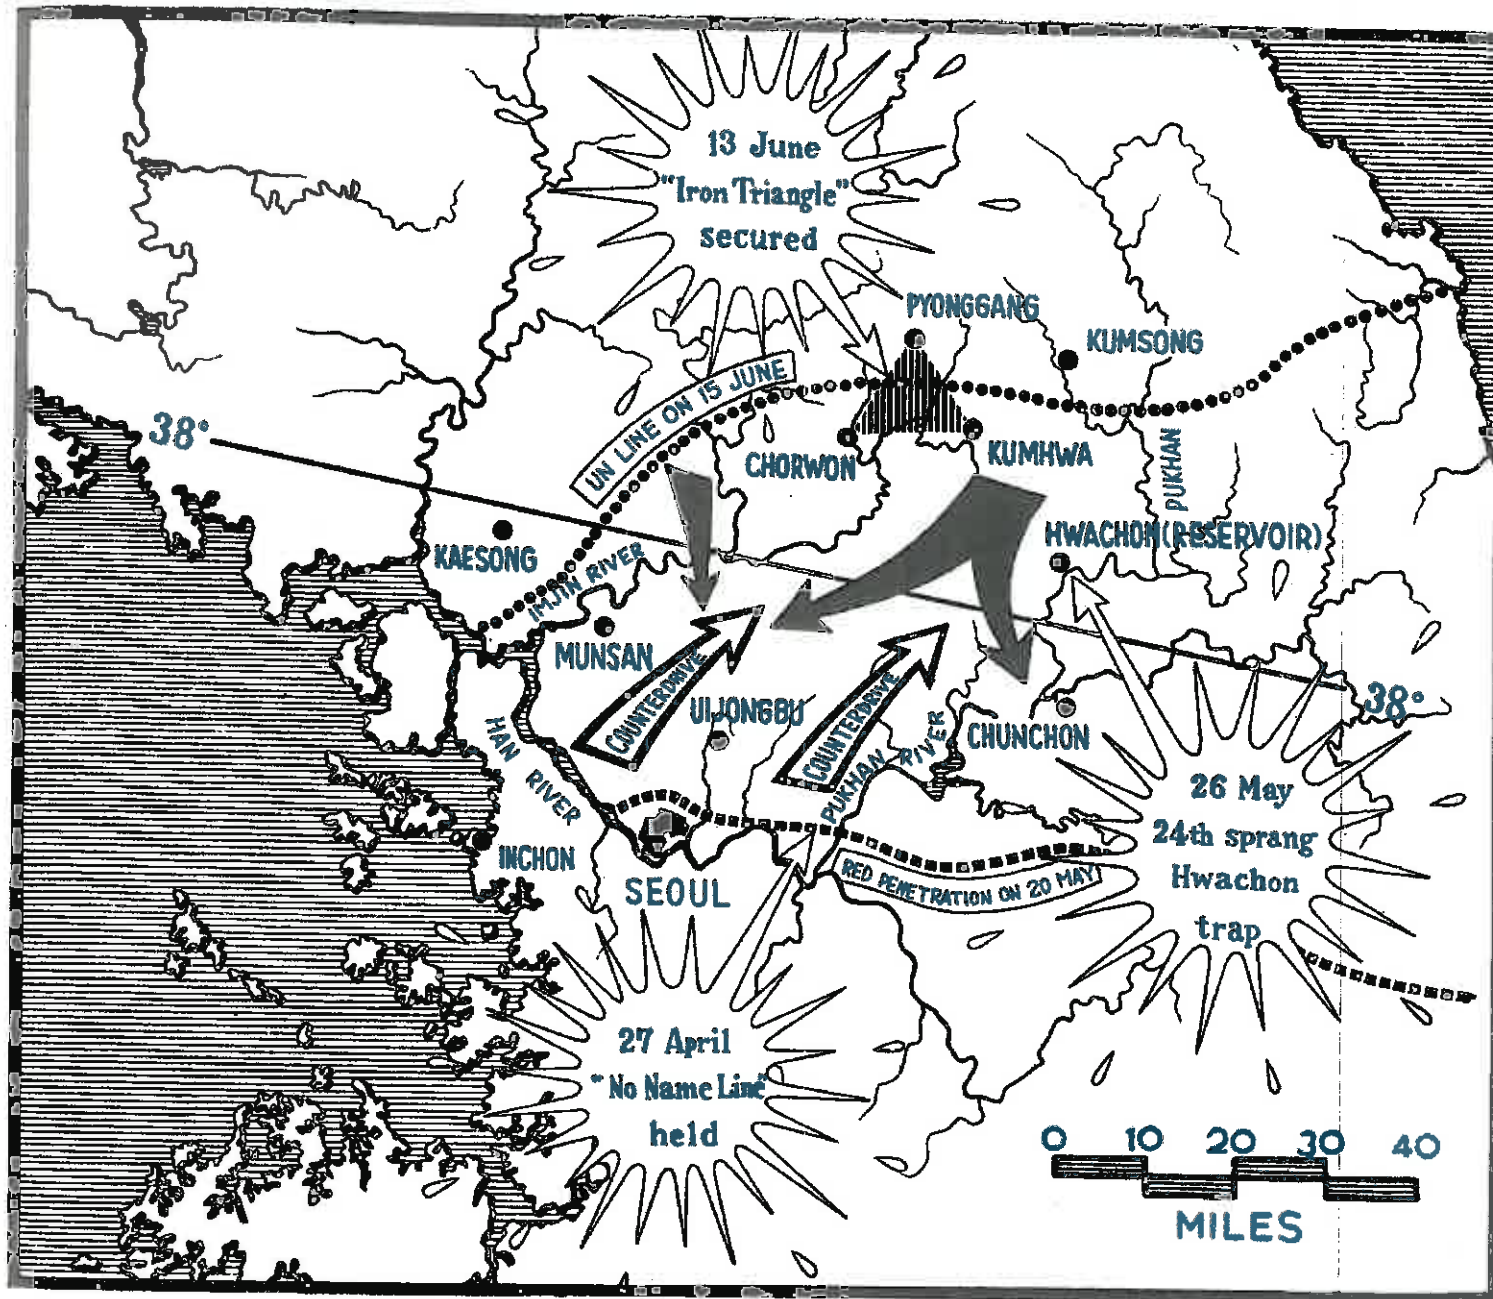 13 June
"Iron Triangle"
secured
PYONGGANG
KUMSONG
UN LINE ON 15 JUNE
38°
CHORWON
KUMHWA
PUKHAN
HWACHON (RESERVOIR)
KAESONG
IMJIN RIVER
MUNSAN
COUNTERDRIVE
UIJONGBU
COUNTERDRIVE
38°
HAN RIVER
PUKHAN RIVER
CHUNCHON
26 May
24th sprang
Hwachon
trap
INCHON
SEOUL
RED PENETRATION ON 20 MAY
27 April
"No Name Line"
held
0 10 20 30 40
MILES